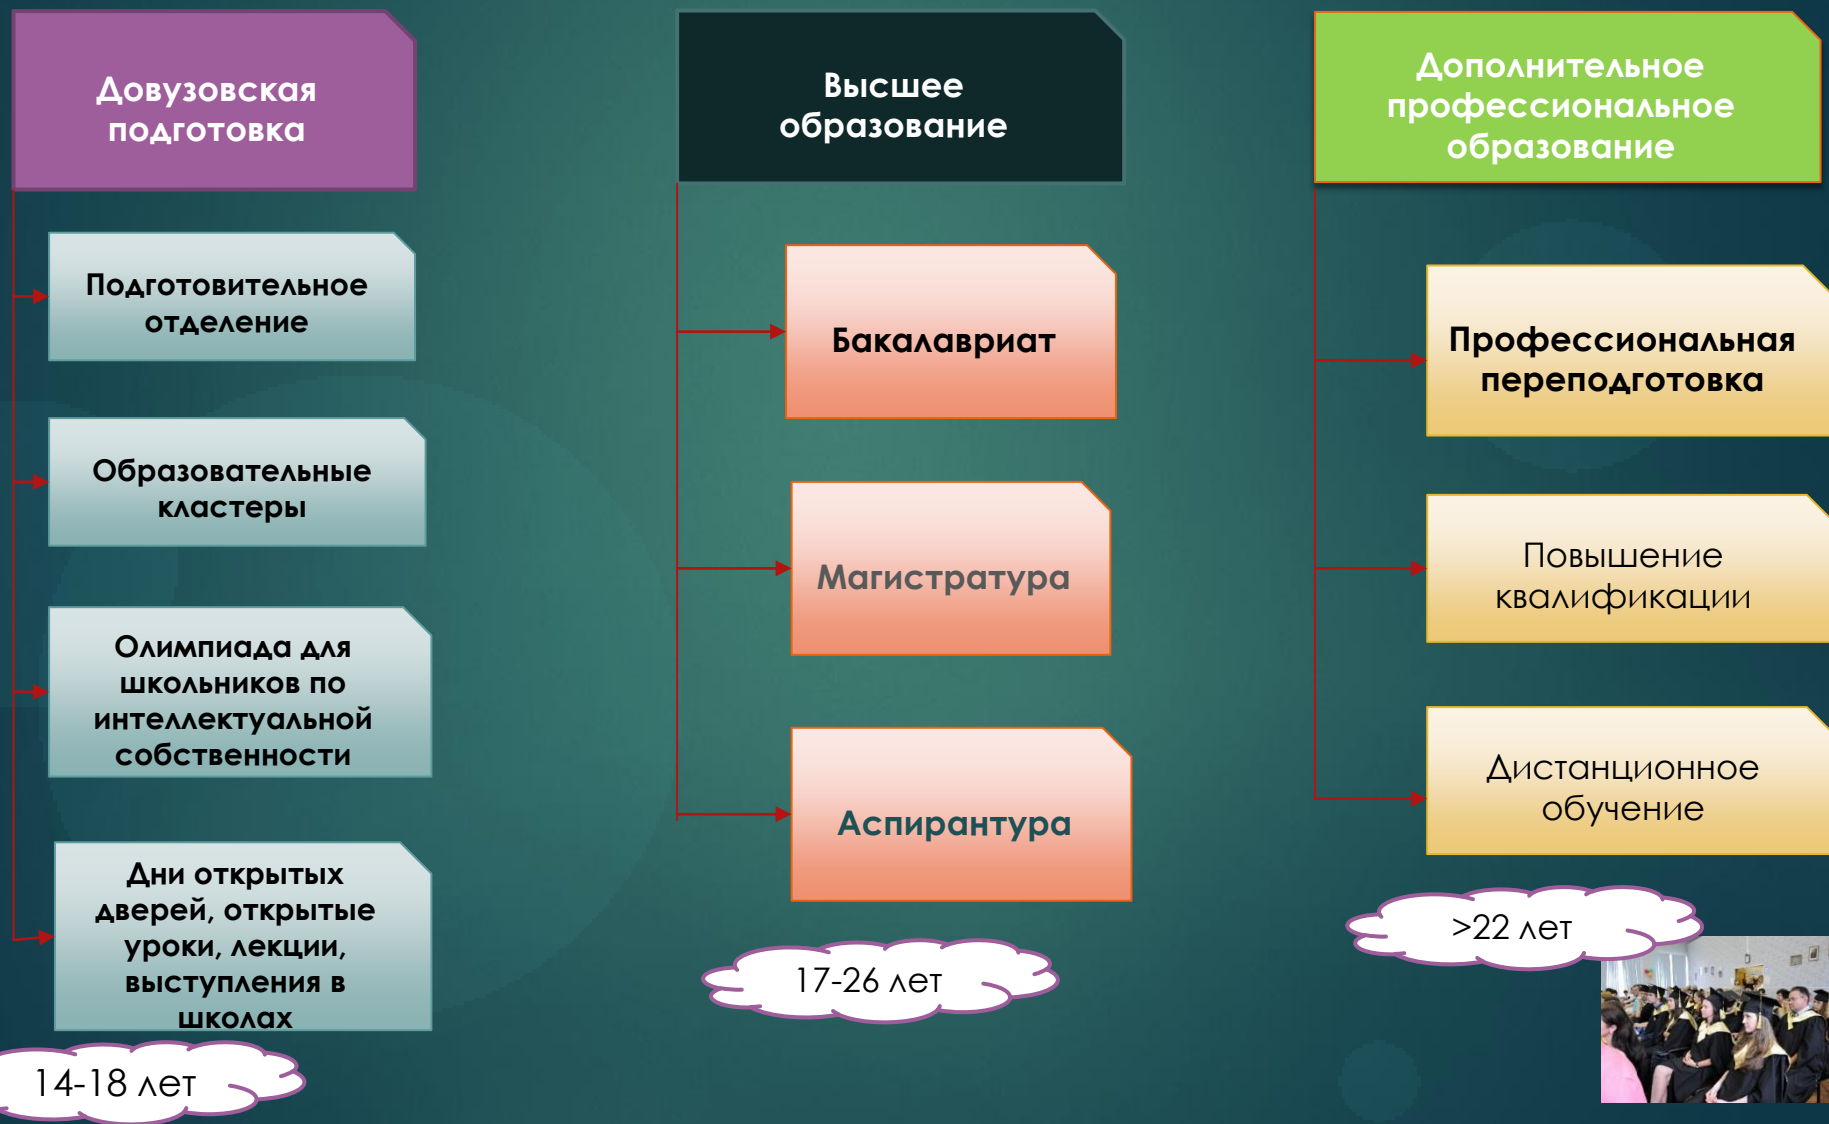 Довузовская
подготовка
Подготовительное
отделение
Образовательные
кластеры
Олимпиада для
школьников по
интеллектуальной
собственности
Дни открытых
дверей, открытые
уроки, лекции,
выступления в
школах
14-18 лет
Высшее
образование
Бакалавриат
Магистратура
Аспирантура
17-26 лет
Дополнительное
профессиональное
образование
Профессиональная
переподготовка
Повышение
квалификации
Дистанционное
обучение
>22 лет